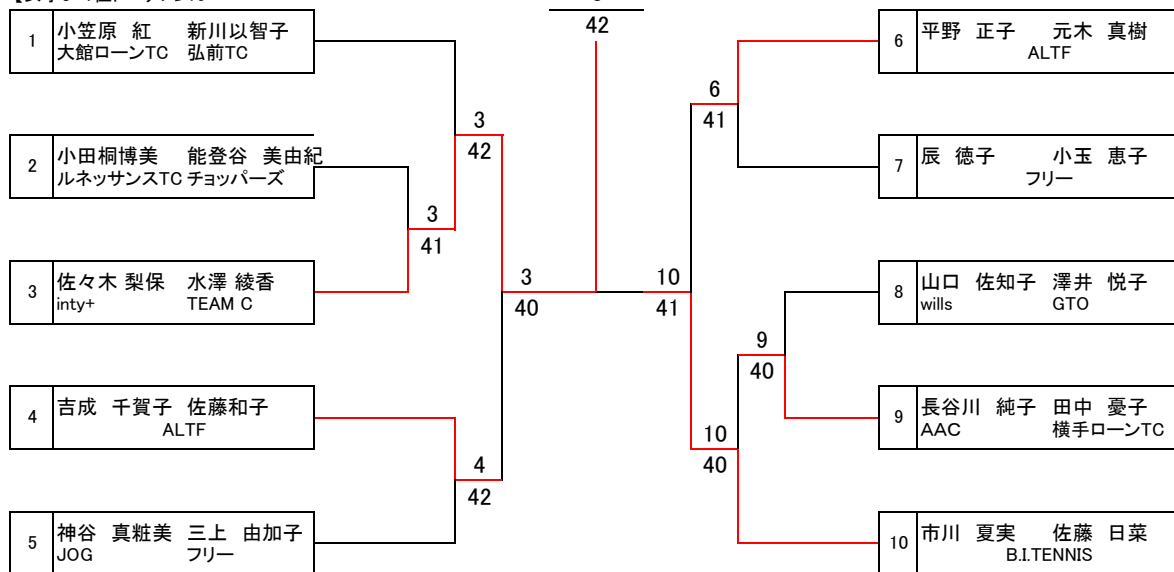 42
1
小笠原 紅 新川以智子
大館ローンTC 弘前TC
2
小田桐博美 能登谷 美由紀
ルネッサンスTC チョッパーズ
3
佐々木 梨保 水澤 綾香
inty+ TEAM C
4
吉成 千賀子 佐藤和子
ALTF
5
神谷 真粧美 三上 由加子
JOG フリー
3
42
3
41
3
40
4
42
6
41
10
41
9
40
10
40
6
平野 正子 元木 真樹
ALTF
7
辰 徳子 小玉 恵子
フリー
8
山口 佐知子 澤井 悦子
wills GTO
9
長谷川 純子 田中 憂子
AAC 横手ローンTC
10
市川 夏実 佐藤 日菜
B.I.TENNIS